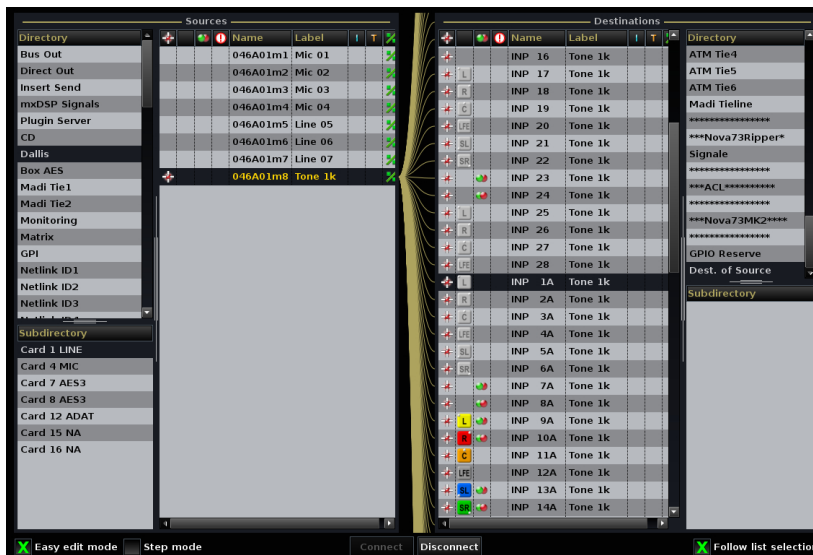 Sources
Destinations
Directory
Bus Out
Direct Out
Insert Send
mxDSP Signals
Plugin Server
CD
Dallis
Box AES
Madi Tie1
Madi Tie2
Monitoring
Matrix
GPI
Netlink ID1
Netlink ID2
Netlink ID3
Subdirectory
Card 1 LINE
Card 4 MIC
Card 7 AES3
Card 8 AES3
Card 12 ADAT
Card 15 NA
Card 16 NA
Name Label I T
046A01m1 Mic 01
046A01m2 Mic 02
046A01m3 Mic 03
046A01m4 Mic 04
046A01m5 Line 05
046A01m6 Line 06
046A01m7 Line 07
046A01m8 Tone 1k
Name Label I T
INP 16 Tone 1k
L INP 17 Tone 1k
R INP 18 Tone 1k
C INP 19 Tone 1k
LFE INP 20 Tone 1k
SL INP 21 Tone 1k
SR INP 22 Tone 1k
INP 23 Tone 1k
INP 24 Tone 1k
L INP 25 Tone 1k
R INP 26 Tone 1k
C INP 27 Tone 1k
LFE INP 28 Tone 1k
L INP 1A Tone 1k
R INP 2A Tone 1k
C INP 3A Tone 1k
LFE INP 4A Tone 1k
SL INP 5A Tone 1k
SR INP 6A Tone 1k
INP 7A Tone 1k
INP 8A Tone 1k
L INP 9A Tone 1k
R INP 10A Tone 1k
C INP 11A Tone 1k
LFE INP 12A Tone 1k
SL INP 13A Tone 1k
SR INP 14A Tone 1k
Directory
ATM Tie4
ATM Tie5
ATM Tie6
Madi Tieline
****************
***Nova73Ripper*
Signale
****************
***ACL**********
****************
***Nova73MK2****
****************
GPIO Reserve
Dest. of Source
Subdirectory
X Easy edit mode
Step mode
Connect
Disconnect
X Follow list selectio